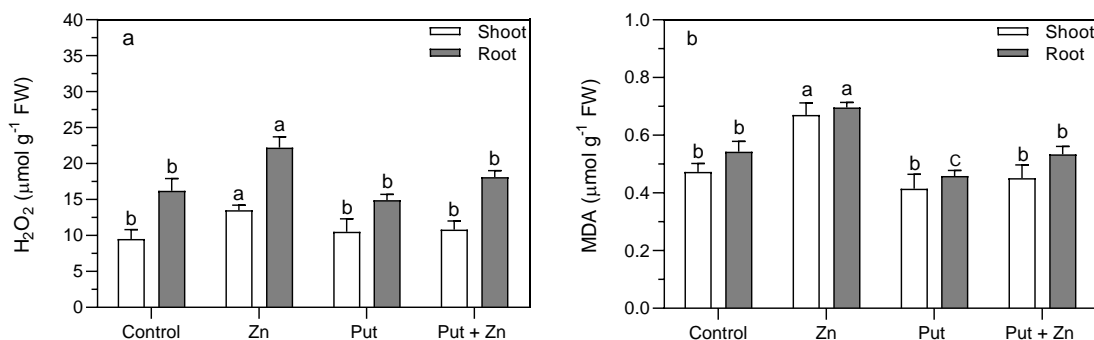 a
Shoot
Root
H₂O₂ (μmol g⁻¹ FW)
40
35
30
25
20
15
10
5
0
b
b
a
a
b
b
b
b
Control
Zn
Put
Put + Zn
b
Shoot
Root
MDA (μmol g⁻¹ FW)
1.0
0.8
0.6
0.4
0.2
0.0
b
b
a
a
b
c
b
b
Control
Zn
Put
Put + Zn